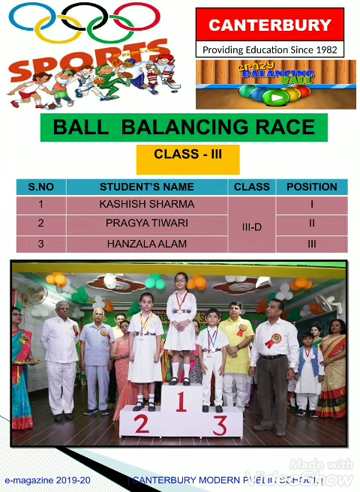 SPORTS
CANTERBURY
Providing Education Since 1982
CRAZY
BALANCING
BALL
BALL BALANCING RACE
CLASS - III
S.NO STUDENT'S NAME CLASS POSITION
1 KASHISH SHARMA I
2 PRAGYA TIWARI III-D II
3 HANZALA ALAM III
1
2 3
e-magazine 2019-20 CANTERBURY MODERN PUBLIC SCHOOL
Made with
VideoShow